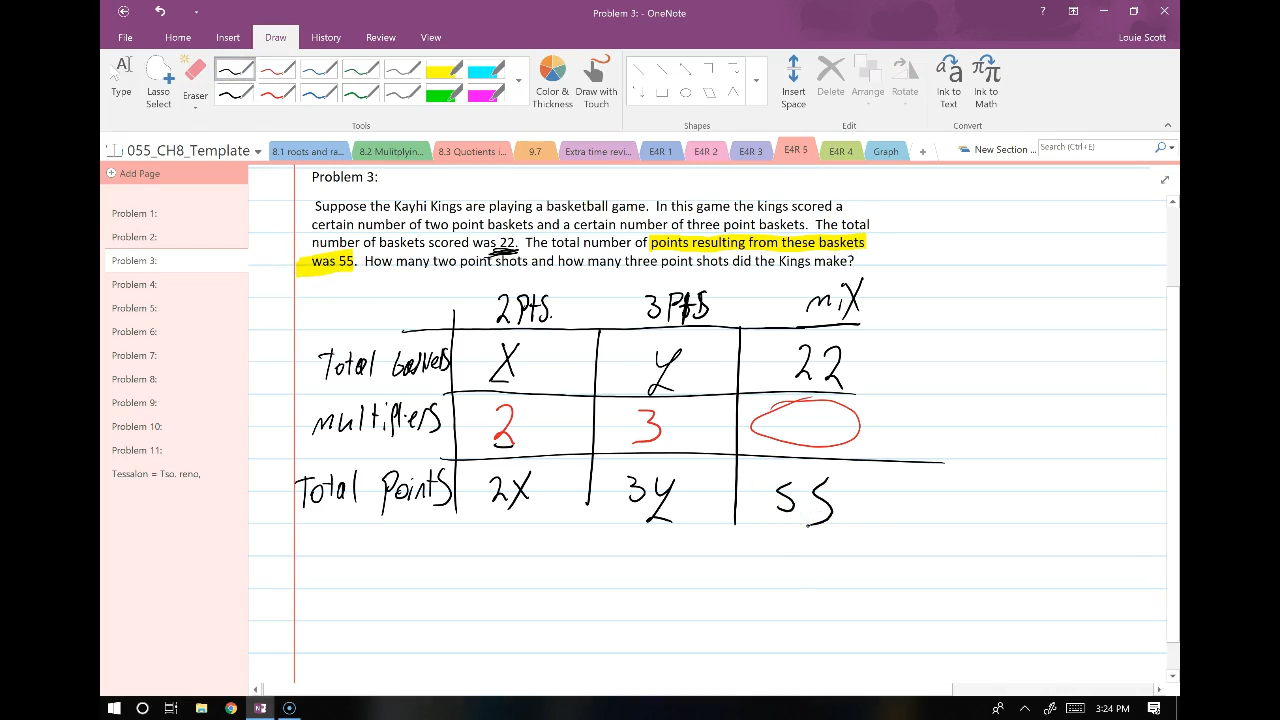 Problem 3: - OneNote
?
Louie Scott
File Home Insert Draw History Review View
Type
Lasso Select
Eraser
Color & Thickness
Draw with Touch
Insert Space
Delete
Arrange
Rotate
Ink to Text
Ink to Math
Tools Shapes Edit Convert
055_CH8_Template
8.1 roots and ra...
8.2 Mulitplying...
8.3 Quotients i...
9.7
Extra time revi...
E4R 1
E4R 2
E4R 3
E4R 5
E4R 4
Graph
+
New Section...
Search (Ctrl+E)
Add Page
Problem 1:
Problem 2:
Problem 3:
Problem 4:
Problem 5:
Problem 6:
Problem 7:
Problem 8:
Problem 9:
Problem 10:
Problem 11:
Tessalon = Tso. reno,
Problem 3:
Suppose the Kayhi Kings are playing a basketball game. In this game the kings scored a
certain number of two point baskets and a certain number of three point baskets. The total
number of baskets scored was 22. The total number of points resulting from these baskets
was 55. How many two point shots and how many three point shots did the Kings make?
2 Pts. 3 Pts mix
Total X y 22
multipliers 2 3
Total Points 2X 3y 55
3:24 PM